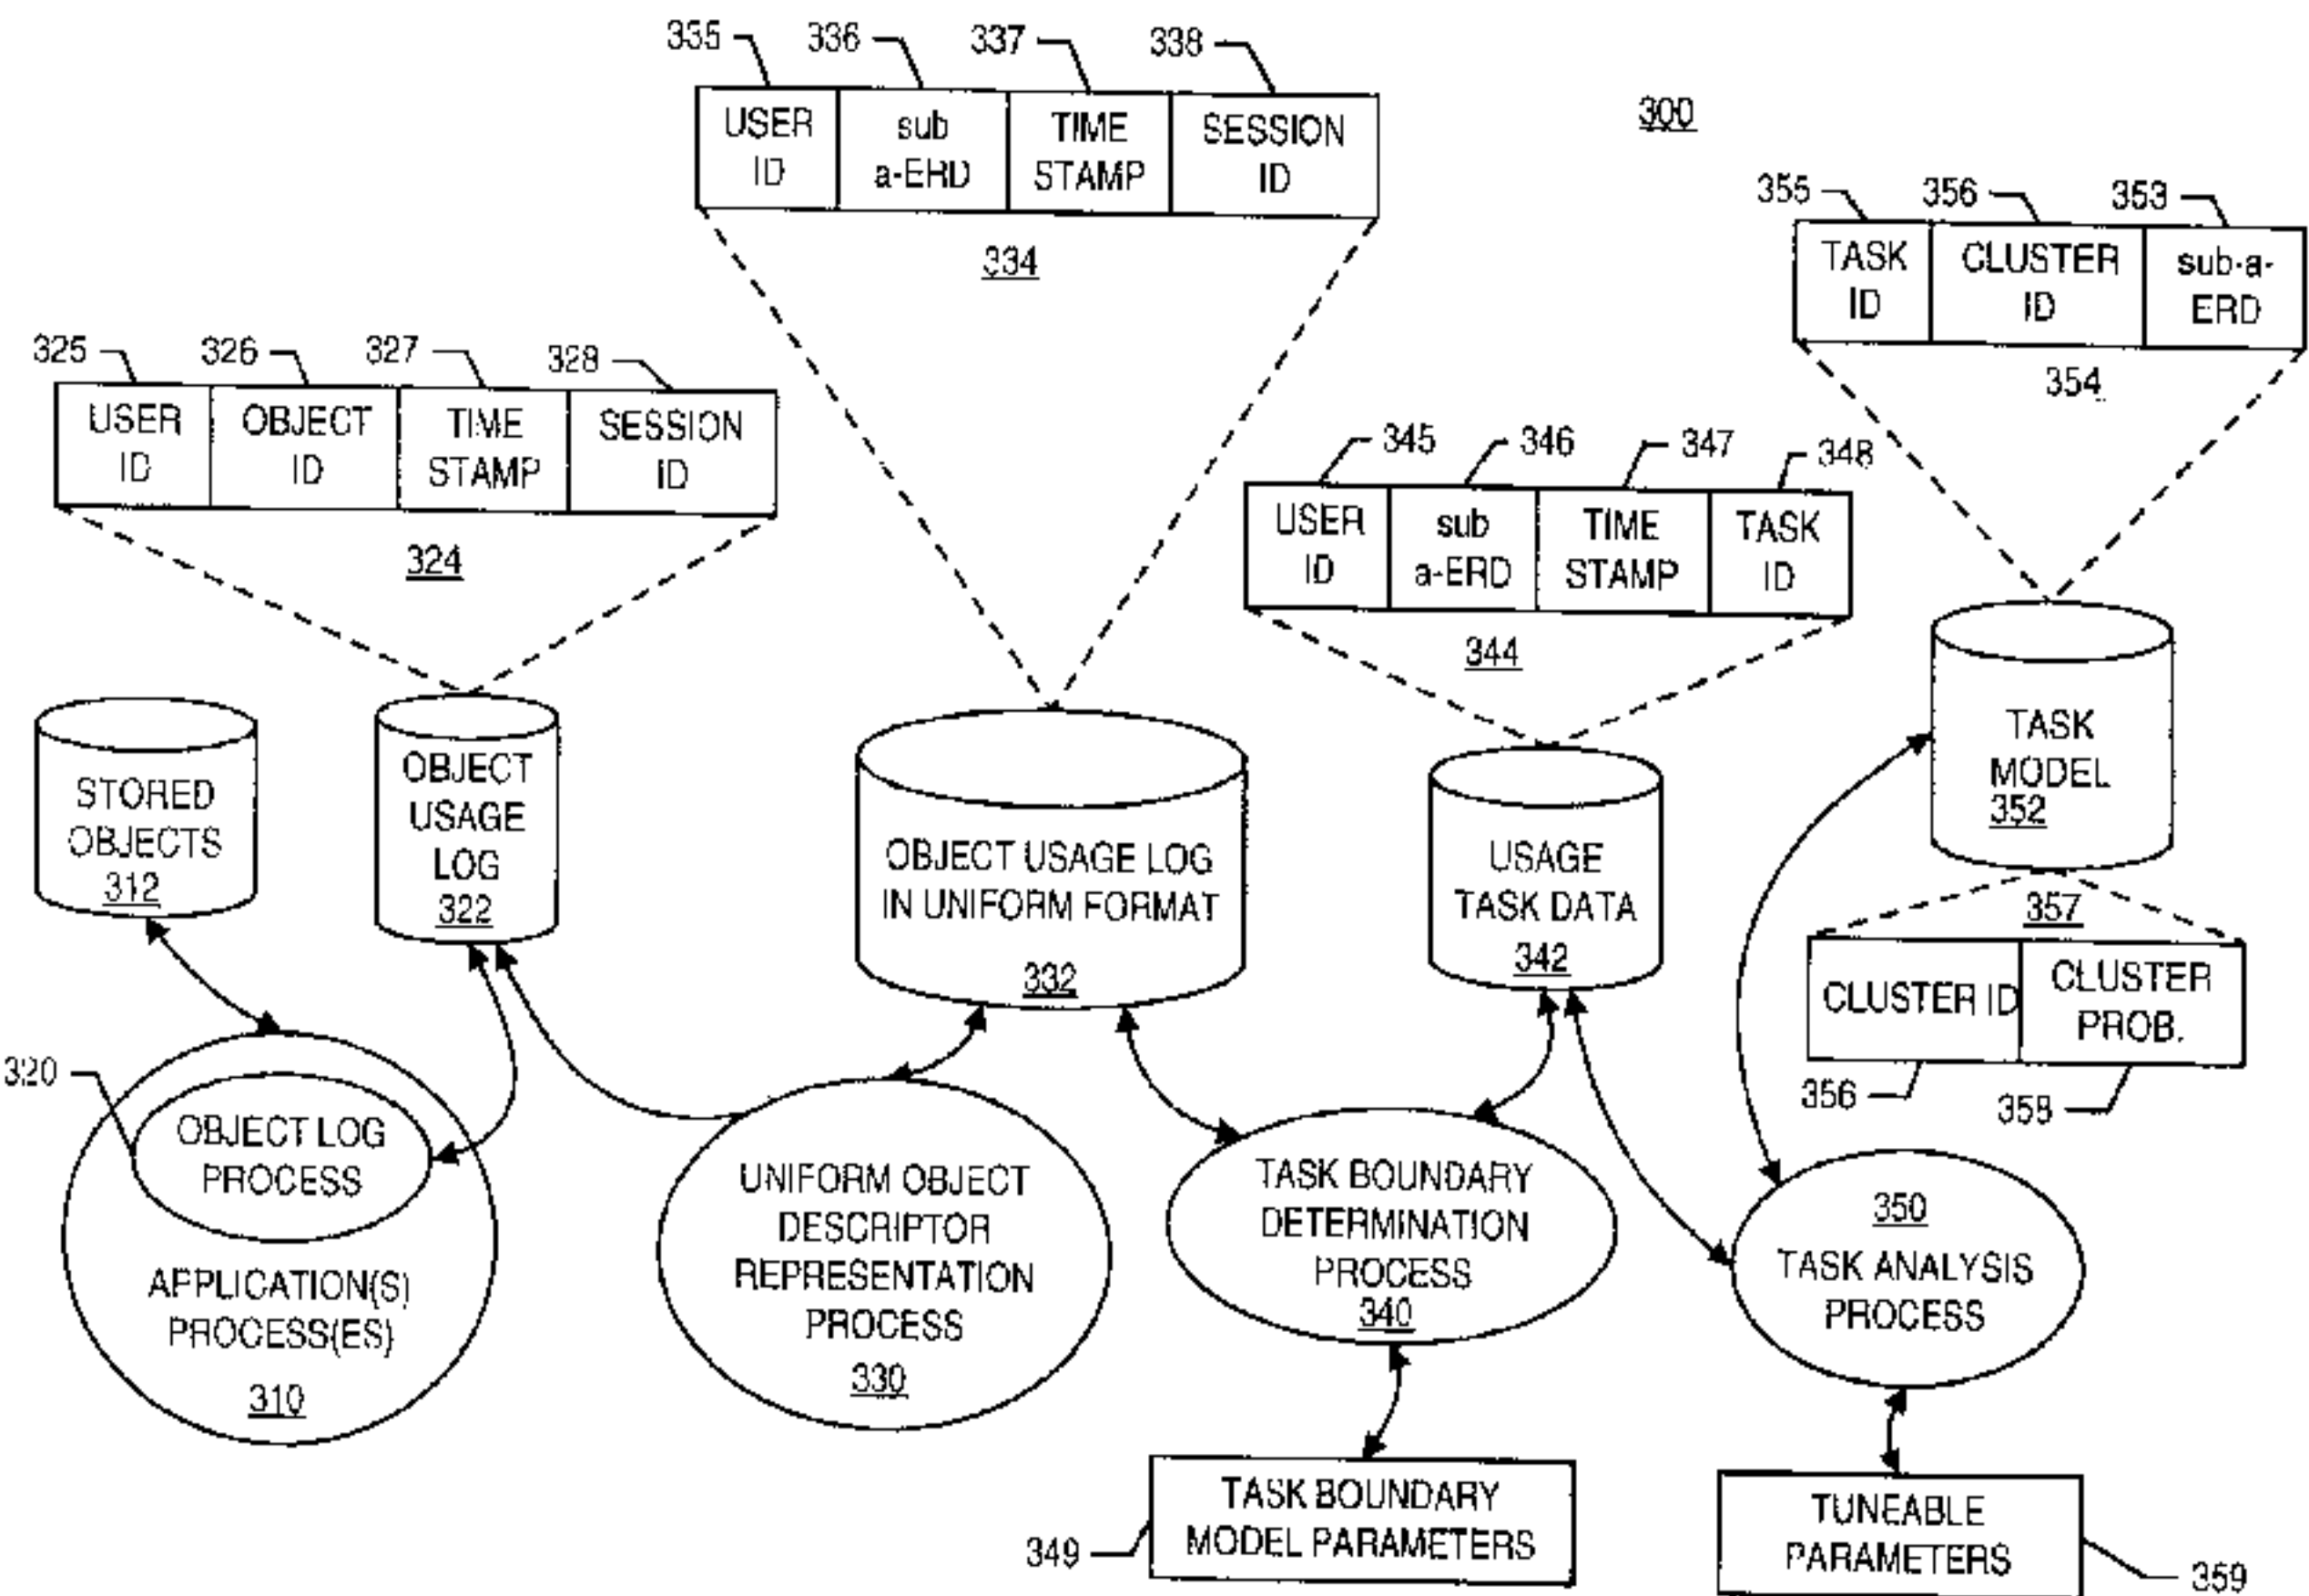 335 336 337 338
USER ID
sub a-ERD
TIME STAMP
SESSION ID
334
300
355 356 353
TASK ID
CLUSTER ID
sub-a-ERD
354
325 326 327 328
USER ID
OBJECT ID
TIME STAMP
SESSION ID
324
345 346 347 348
USER ID
sub a-ERD
TIME STAMP
TASK ID
344
STORED
OBJECTS
312
OBJECT
USAGE
LOG
322
OBJECT USAGE LOG
IN UNIFORM FORMAT
332
USAGE
TASK DATA
342
TASK
MODEL
352
357
CLUSTER ID
CLUSTER
PROB.
356
358
320
OBJECT LOG
PROCESS
APPLICATION(S)
PROCESS(ES)
310
UNIFORM OBJECT
DESCRIPTOR
REPRESENTATION
PROCESS
330
TASK BOUNDARY
DETERMINATION
PROCESS
340
350
TASK ANALYSIS
PROCESS
TASK BOUNDARY
MODEL PARAMETERS
349
TUNEABLE
PARAMETERS
359